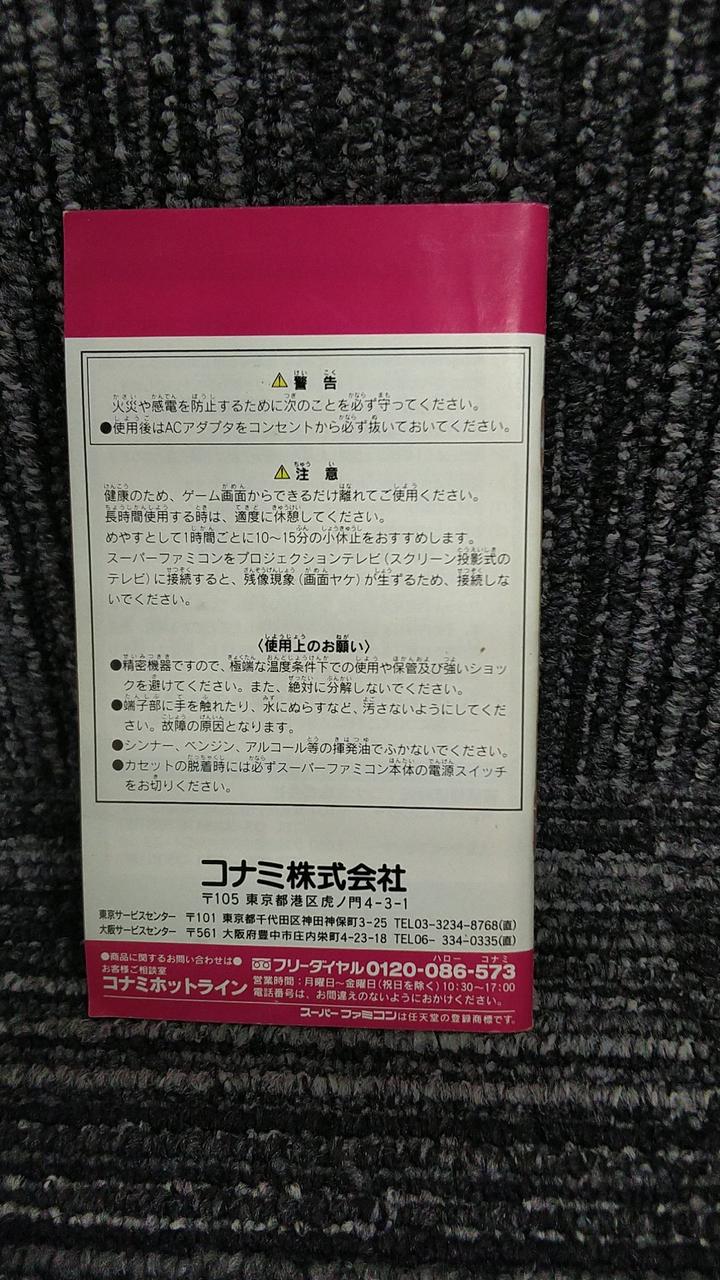 ⚠警告
火災や感電を防止するために次のことを必ず守ってください。
●使用後はACアダプタをコンセントから必ず抜いておいてください。
⚠注意
健康のため、ゲーム画面からできるだけ離れてご使用ください。
長時間使用する時は、適度に休憩してください。
めやすとして1時間ごとに10〜15分の小休止をおすすめします。
スーパーファミコンをプロジェクションテレビ(スクリーン投影式の
テレビ)に接続すると、残像現象(画面ヤケ)が生ずるため、接続しな
いでください。
〈使用上のお願い〉
●精密機器ですので、極端な温度条件下での使用や保管及び強いショッ
クを避けてください。また、絶対に分解しないでください。
●端子部に手を触れたり、水にぬらすなど、汚さないようにしてくだ
さい。故障の原因となります。
●シンナー、ベンジン、アルコール等の揮発油でふかないでください。
●カセットの脱着時には必ずスーパーファミコン本体の電源スイッチ
をお切りください。
コナミ株式会社
〒105 東京都港区虎ノ門4-3-1
東京サービスセンター 〒101 東京都千代田区神田神保町3-25 TEL03-3234-8768(直)
大阪サービスセンター 〒561 大阪府豊中市庄内栄町4-23-18 TEL06-334-0335(直)
●商品に関するお問い合わせは●
お客様ご相談室
コナミホットライン
ハロー コナミ
フリーダイヤル0120-086-573
営業時間:月曜日〜金曜日(祝日を除く)10:30〜17:00
電話番号は、お間違えのないようにおかけください。
スーパーファミコンは任天堂の登録商標です。